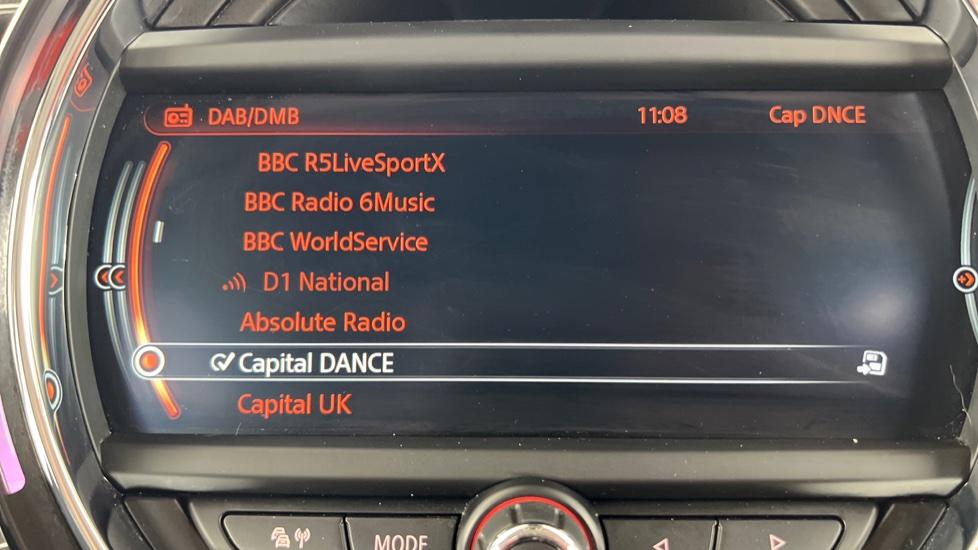 DAB/DMB 11:08 Cap DNCE
BBC R5LiveSportX
BBC Radio 6Music
BBC WorldService
D1 National
Absolute Radio
Capital DANCE
Capital UK
MODE